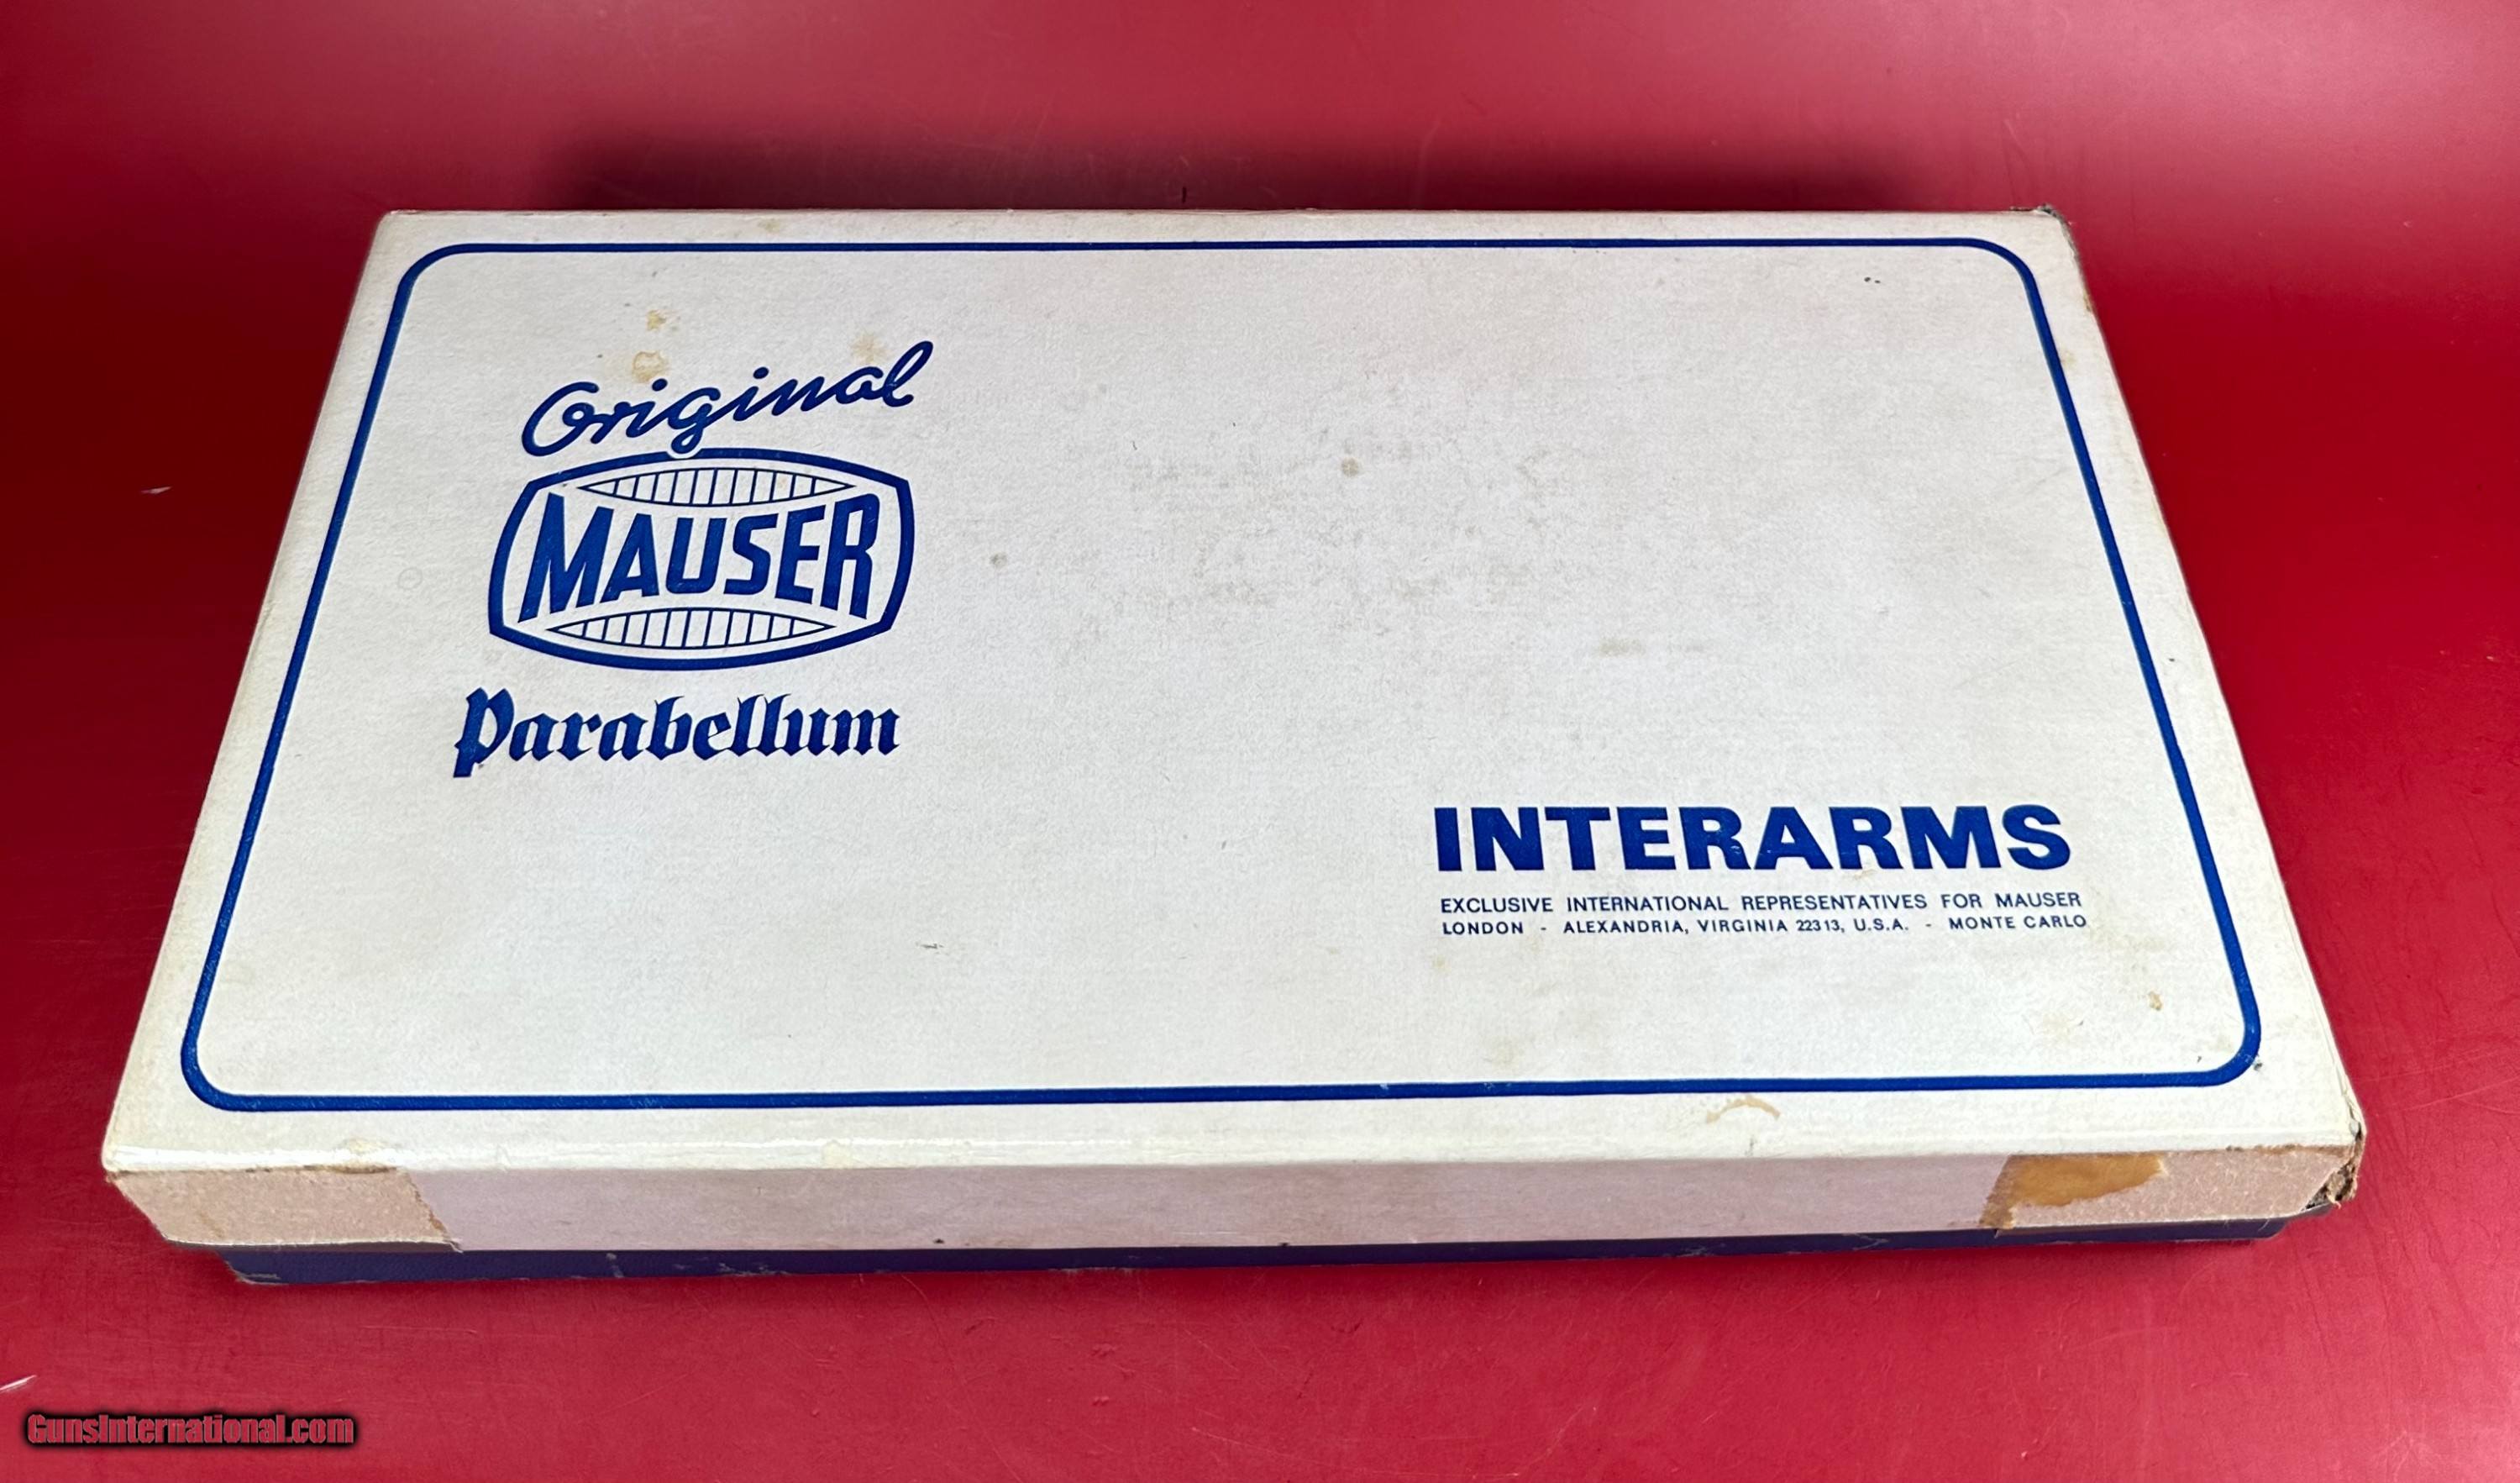 Original
MAUSER
Parabellum
INTERARMS
EXCLUSIVE INTERNATIONAL REPRESENTATIVES FOR MAUSER
LONDON - ALEXANDRIA, VIRGINIA 22313, U.S.A. - MONTE CARLO
GunsInternational.com